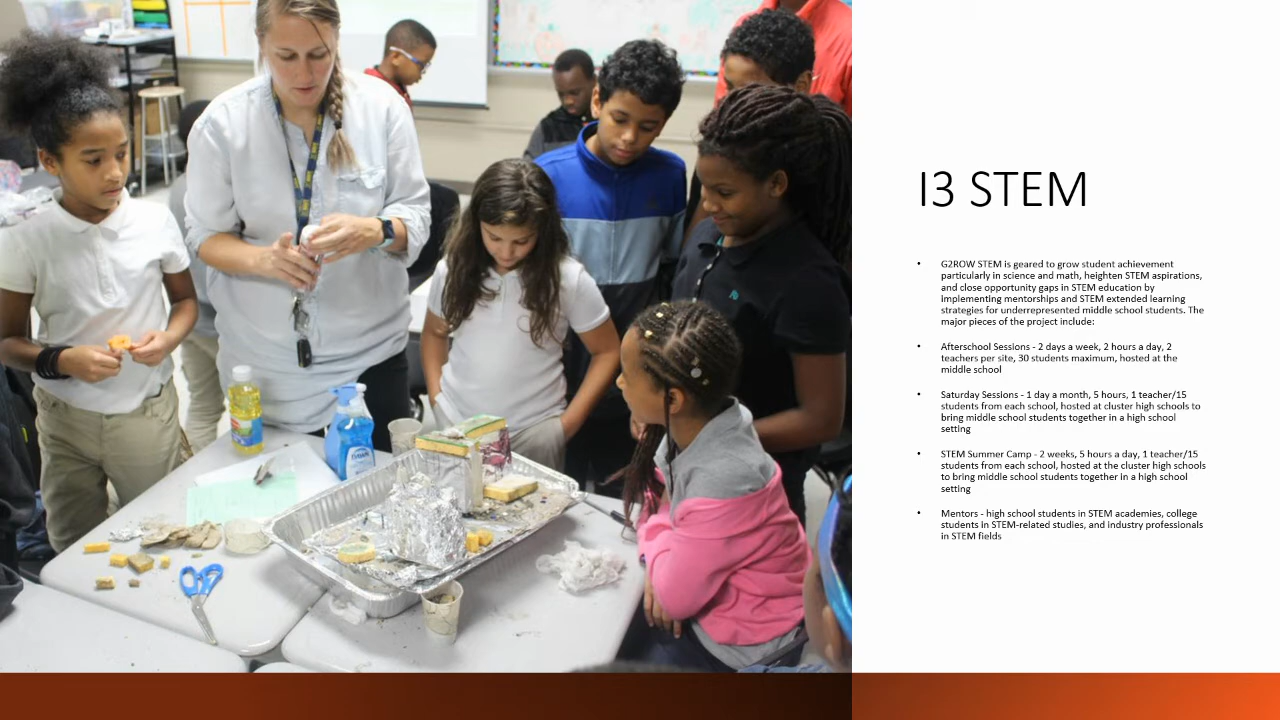 I3 STEM
• G2ROW STEM is geared to grow student achievement
particularly in science and math, heighten STEM aspirations,
and close opportunity gaps in STEM education by
implementing mentorships and STEM extended learning
strategies for underrepresented middle school students. The
major pieces of the project include:
• Afterschool Sessions - 2 days a week, 2 hours a day, 2
teachers per site, 30 students maximum, hosted at the
middle school
• Saturday Sessions - 1 day a month, 5 hours, 1 teacher/15
students from each school, hosted at cluster high schools to
bring middle school students together in a high school
setting
• STEM Summer Camp - 2 weeks, 5 hours a day, 1 teacher/15
students from each school, hosted at the cluster high schools
to bring middle school students together in a high school
setting
• Mentors - high school students in STEM academies, college
students in STEM-related studies, and industry professionals
in STEM fields